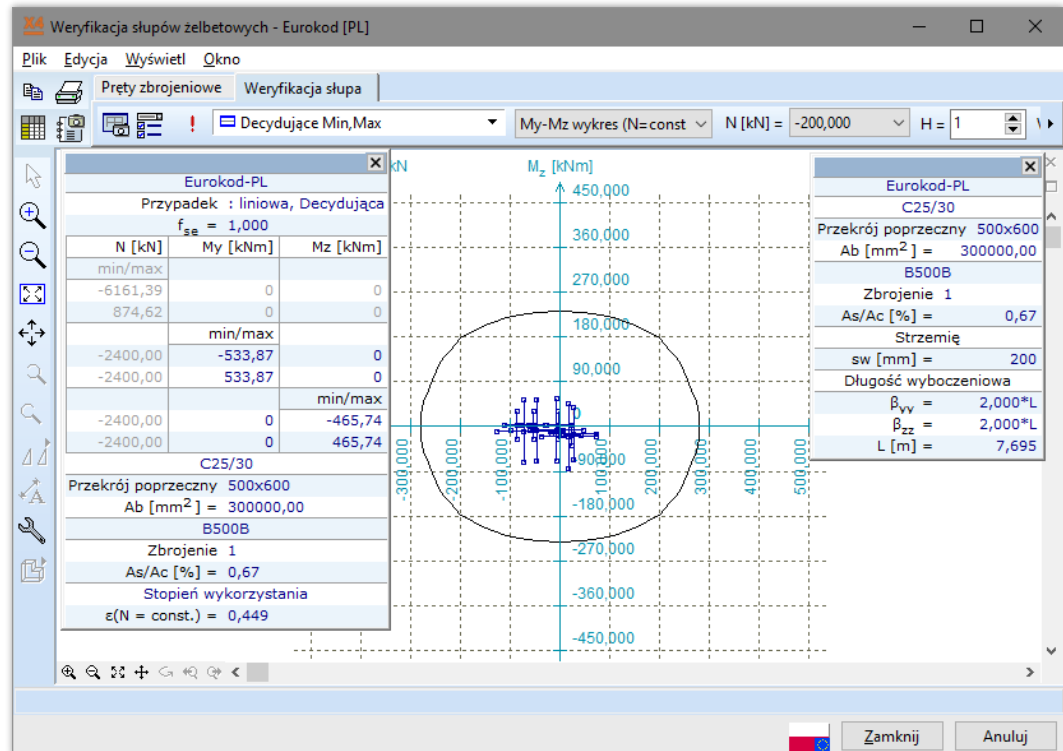 X4 Weryfikacja słupów żelbetowych - Eurokod [PL]
Plik Edycja Wyświetl Okno
Pręty zbrojeniowe Weryfikacja słupa
! Decydujące Min,Max My-Mz wykres (N=const N [kN] = -200,000 H = 1
Eurokod-PL
Przypadek : liniowa, Decydująca
fse = 1,000
N [kN] My [kNm] Mz [kNm]
min/max
-6161,39 0 0
874,62 0 0
min/max
-2400,00 -533,87 0
-2400,00 533,87 0
min/max
-2400,00 0 -465,74
-2400,00 0 465,74
C25/30
Przekrój poprzeczny 500x600
Ab [mm²] = 300000,00
B500B
Zbrojenie 1
As/Ac [%] = 0,67
Stopień wykorzystania
ε(N = const.) = 0,449
kN
Mz [kNm]
450,000
360,000
270,000
180,000
90,000
0
-90,000
-180,000
-270,000
-360,000
-450,000
-300,000
-200,000
-100,000
100,000
200,000
300,000
400,000
500,000
Eurokod-PL
C25/30
Przekrój poprzeczny 500x600
Ab [mm²] = 300000,00
B500B
Zbrojenie 1
As/Ac [%] = 0,67
Strzemię
sw [mm] = 200
Długość wyboczeniowa
βyy = 2,000*L
βzz = 2,000*L
L [m] = 7,695
Zamknij Anuluj